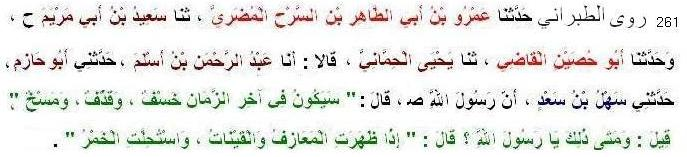 261 روى الطبراني حَدَّثَنَا عَمْرُو بْنُ أَبِي الطَّاهِرِ بْنِ السَّرْحِ الْمُصْرِيُّ ، ثنا سَعِيدُ بْنُ أَبِي مَرْيَمَ ح ،
وَحَدَّثَنَا أَبُو حُصَيْنٍ الْقَاضِي ، ثنا يَحْيَى الْحِمَّانِيُّ ، قَالا : أنا عَبْدُ الرَّحْمَنِ بْنُ أَسْلَمَ ، حَدَّثَنِي أَبُو حَازِمٍ ،
حَدَّثَنِي سَهْلُ بْنُ سَعْدٍ ، أَنَّ رَسُولَ اللَّهِ ص ، قَالَ : " سَيَكُونُ فِي آخِرِ الزَّمَانِ خَسْفٌ ، وَقَذْفٌ ، وَمَسْخٌ " ،
قِيلَ : وَمَتَى ذَلِكَ يَا رَسُولَ اللَّهِ ؟ قَالَ : " إِذَا ظَهَرَتِ الْمَعَازِفُ وَالْقَيْنَاتُ ، وَاسْتُحِلَّتِ الْخَمْرُ " .